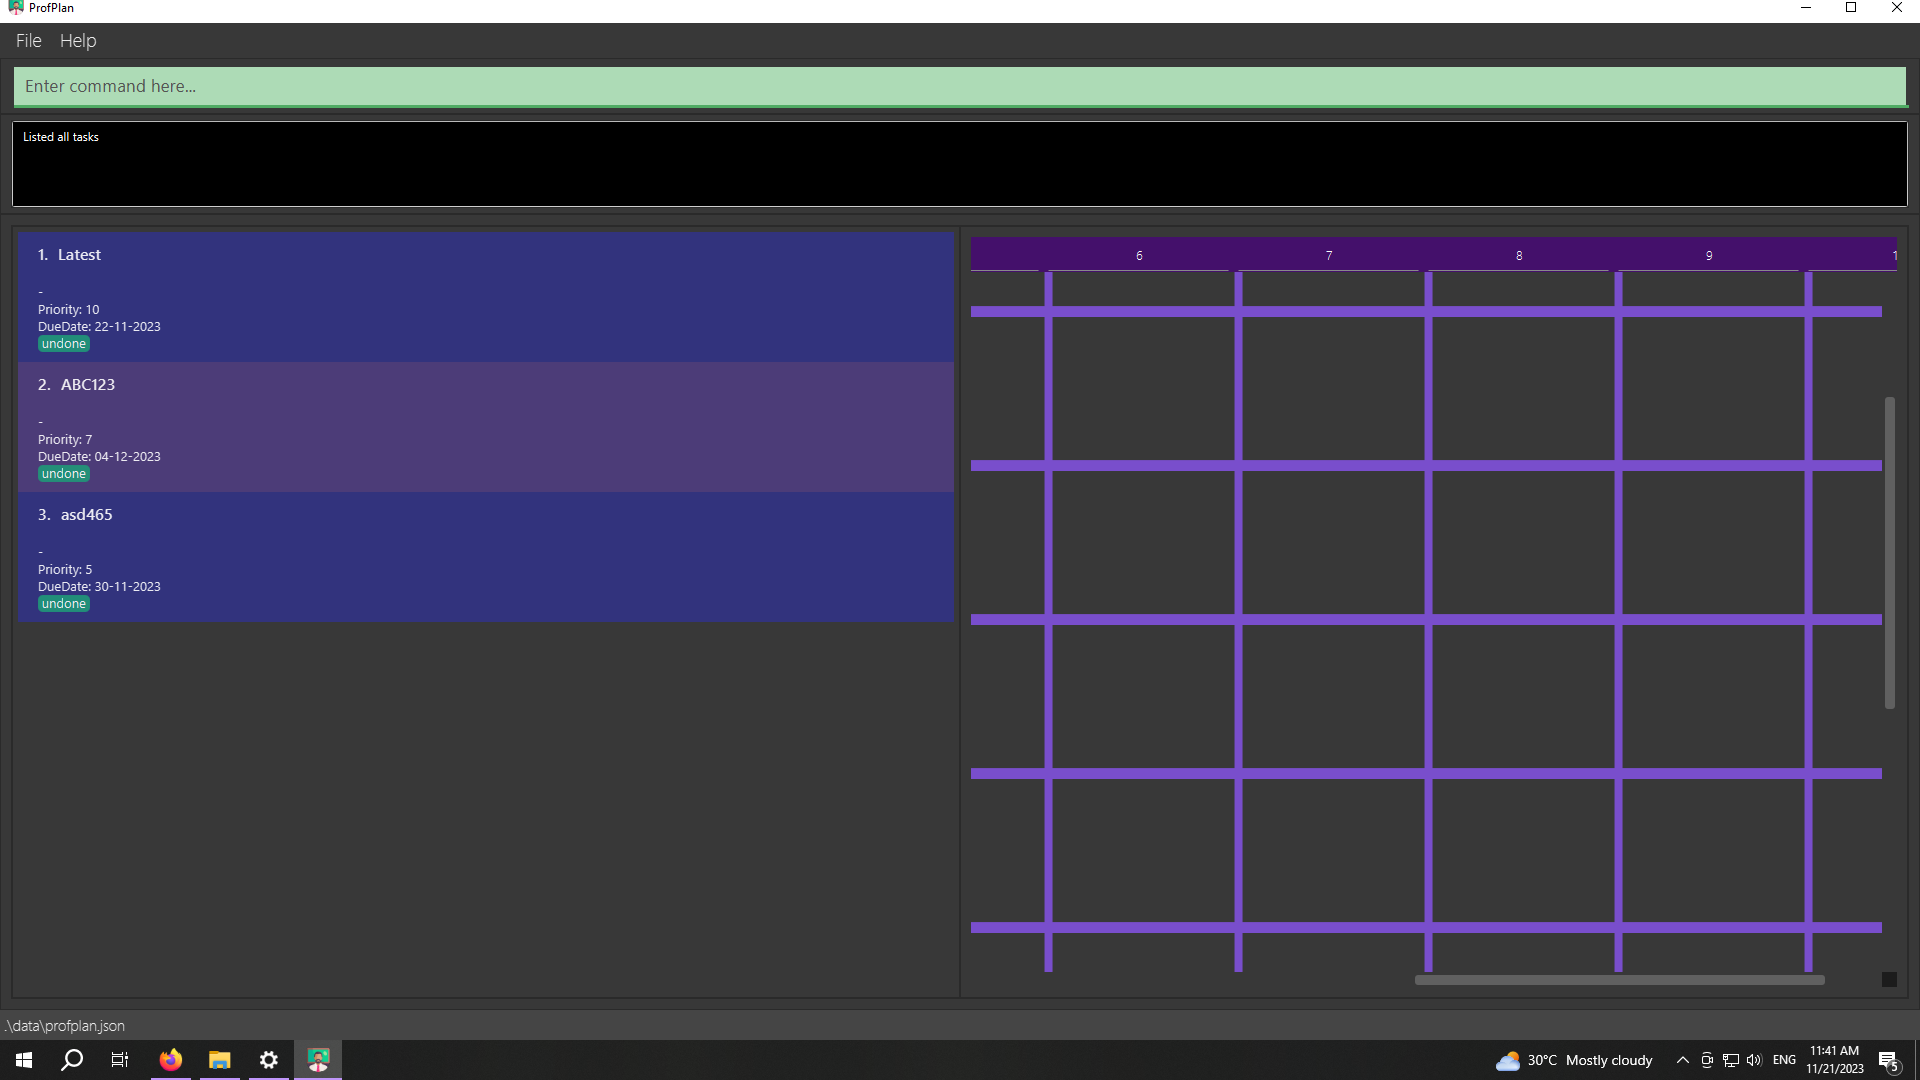 ProfPlan
File Help
Enter command here...
Listed all tasks
1. Latest
-
Priority: 10
DueDate: 22-11-2023
undone
2. ABC123
-
Priority: 7
DueDate: 04-12-2023
undone
3. asd465
-
Priority: 5
DueDate: 30-11-2023
undone
6 7 8 9 1
.\data\profplan.json
30°C Mostly cloudy ENG
11:41 AM
11/21/2023
5